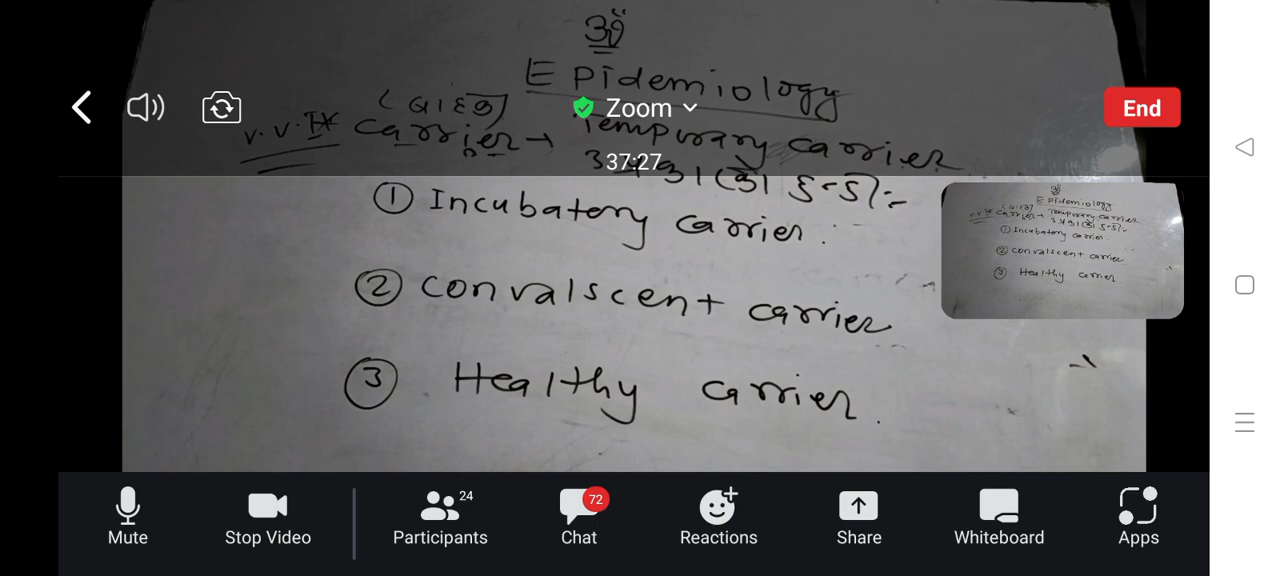 ॐ
Epidemiology
(वाहक)
v.v.I* carrier → Temporary carrier
① Incubatory carrier.
② convalscent carrier
③ Healthy carrier.
Zoom
End
37:27
Mute
Stop Video
Participants 24
Chat 72
Reactions
Share
Whiteboard
Apps